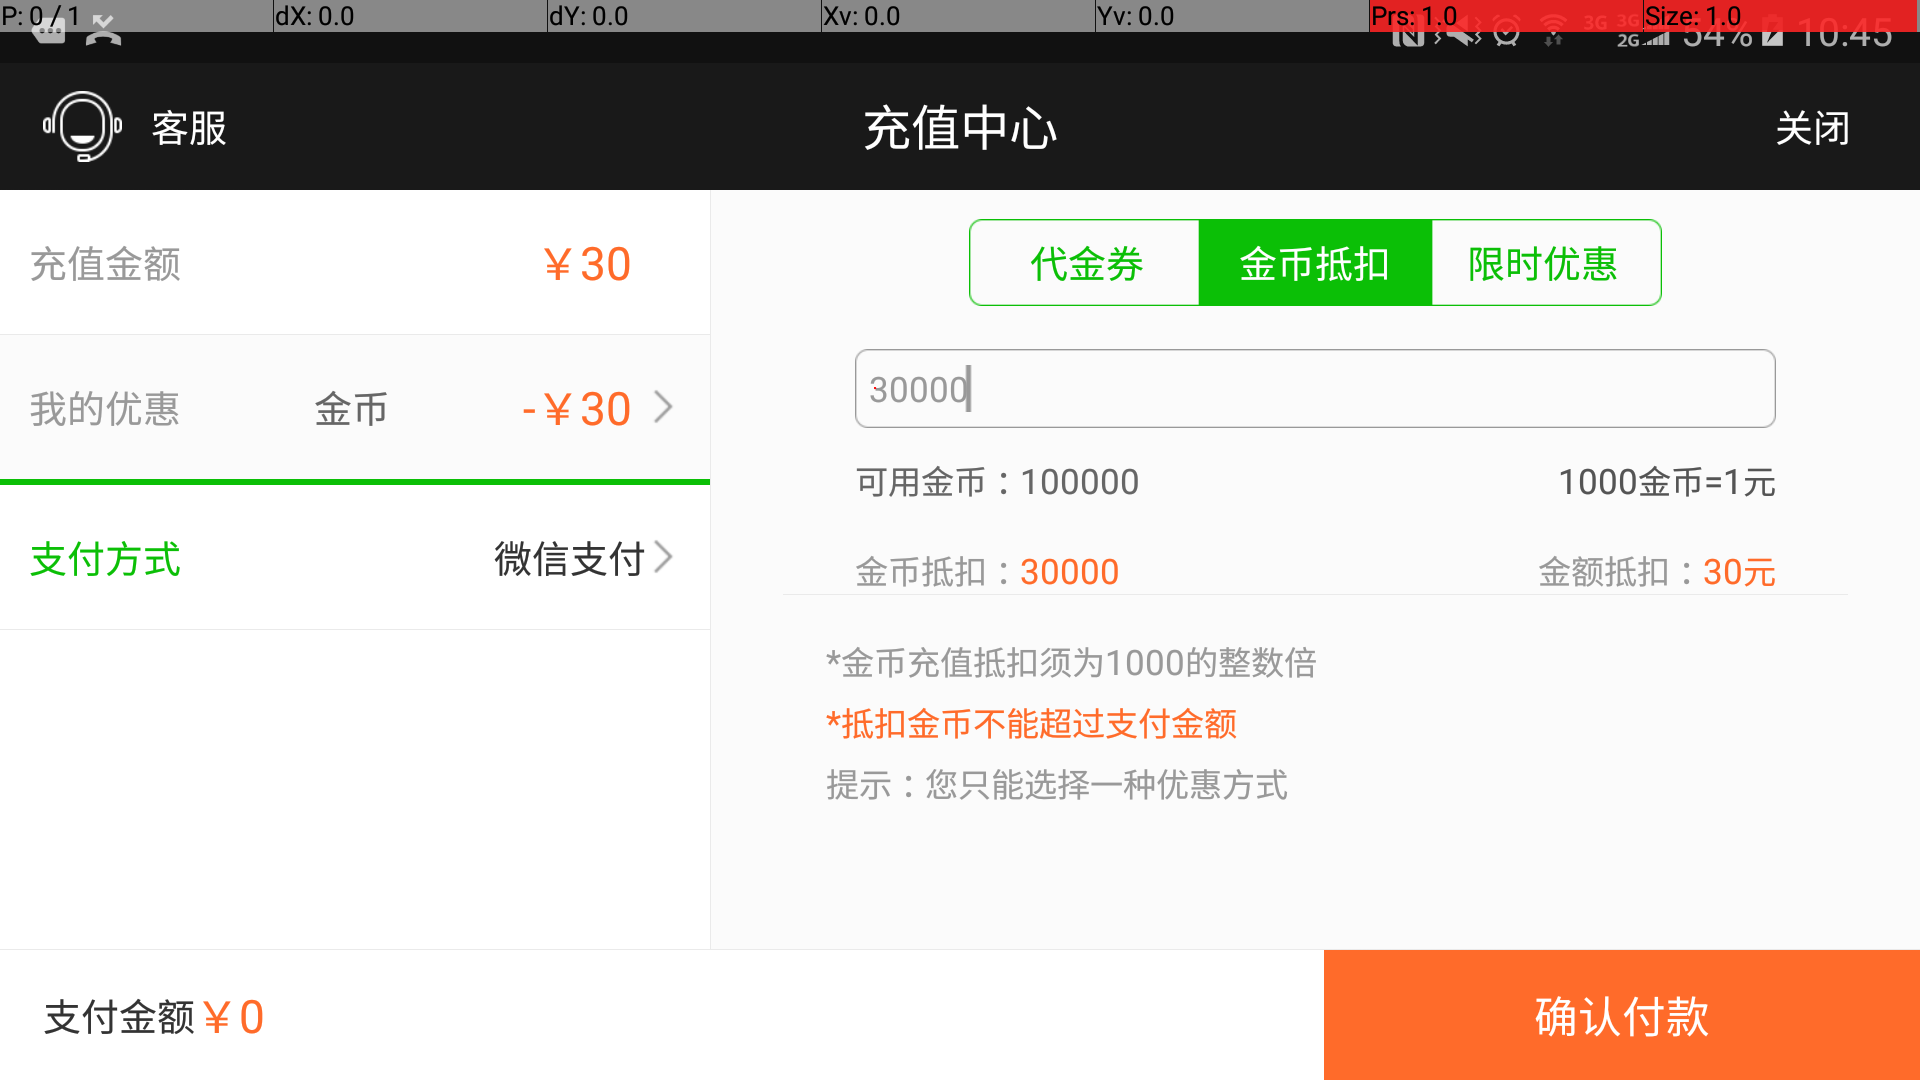 P: 0 / 1 dX: 0.0 dY: 0.0 Xv: 0.0 Yv: 0.0 Prs: 1.0 Size: 1.0
3G 3G 2G 54% 10:45
客服 充值中心 关闭
充值金额 ￥30
我的优惠 金币 -￥30
支付方式 微信支付
代金券 金币抵扣 限时优惠
30000
可用金币：100000 1000金币=1元
金币抵扣：30000 金额抵扣：30元
*金币充值抵扣须为1000的整数倍
*抵扣金币不能超过支付金额
提示：您只能选择一种优惠方式
支付金额￥0 确认付款